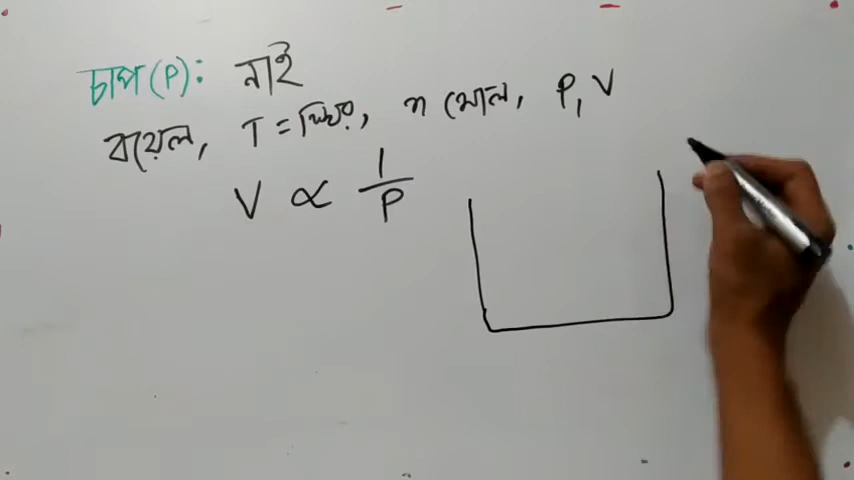 চাপ (P): নাই
বয়েল, T = স্থির, n মোল, P, V
V ∝ 1/P